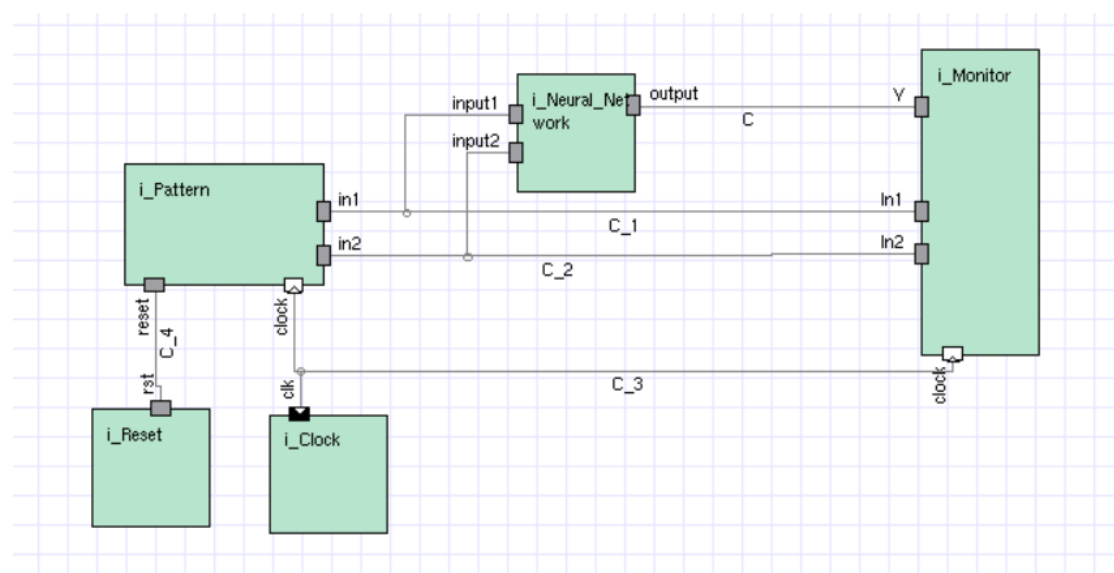 i_Monitor
i_Neural_Net
work
input1
output
Y
C
input2
i_Pattern
in1
In1
C_1
in2
In2
C_2
reset
clock
C_4
rst
clk
C_3
clock
i_Reset
i_Clock